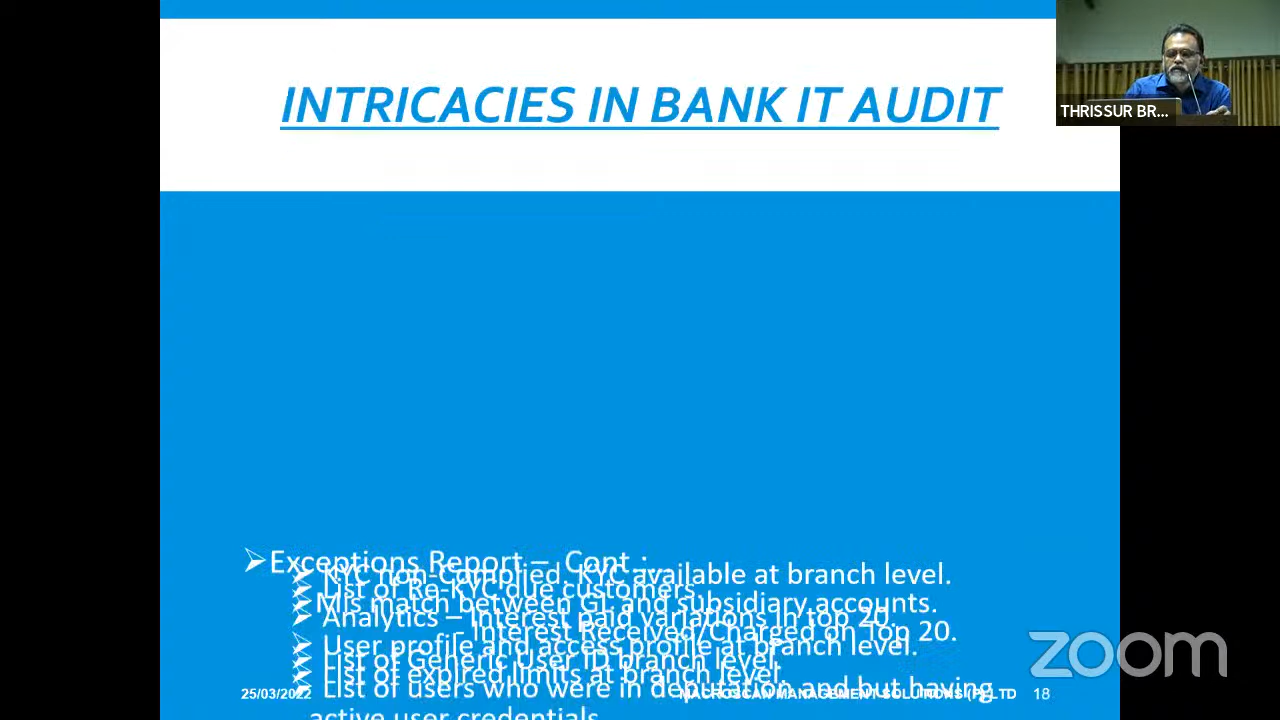 INTRICACIES IN BANK IT AUDIT
THRISSUR BR...
➢Exceptions Report – Cont.:...
➢ KYC non-Complied. KYC available at branch level.
➢ List of Re-KYC due customers.
➢Mis match between GL and subsidiary accounts.
➢ Analytics – Interest paid variations in top 20.
- Interest Received/Charged on Top 20.
➢ User profile and access profile at branch level.
➢ List of Generic User ID branch level.
➢ List of expired limits at branch level.
➢ List of users who were in deputation and but having
active user credentials
25/03/2022
MACROSCAN MANAGEMENT SOLUTIONS (P) LTD
18
zoom